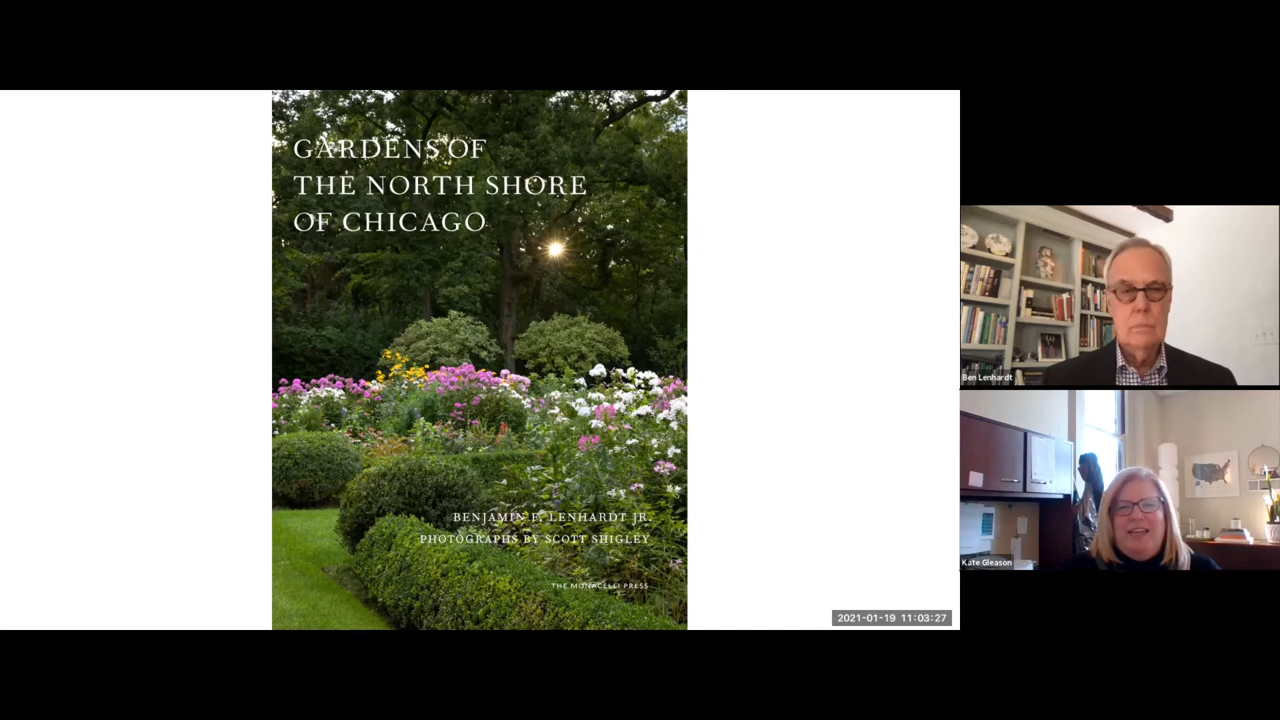 GARDENS OF
THE NORTH SHORE
OF CHICAGO
BENJAMIN F. LENHARDT JR.
PHOTOGRAPHS BY SCOTT SHIGLEY
THE MONACELLI PRESS
2021-01-19 11:03:27
Ben Lenhardt
Kate Gleason